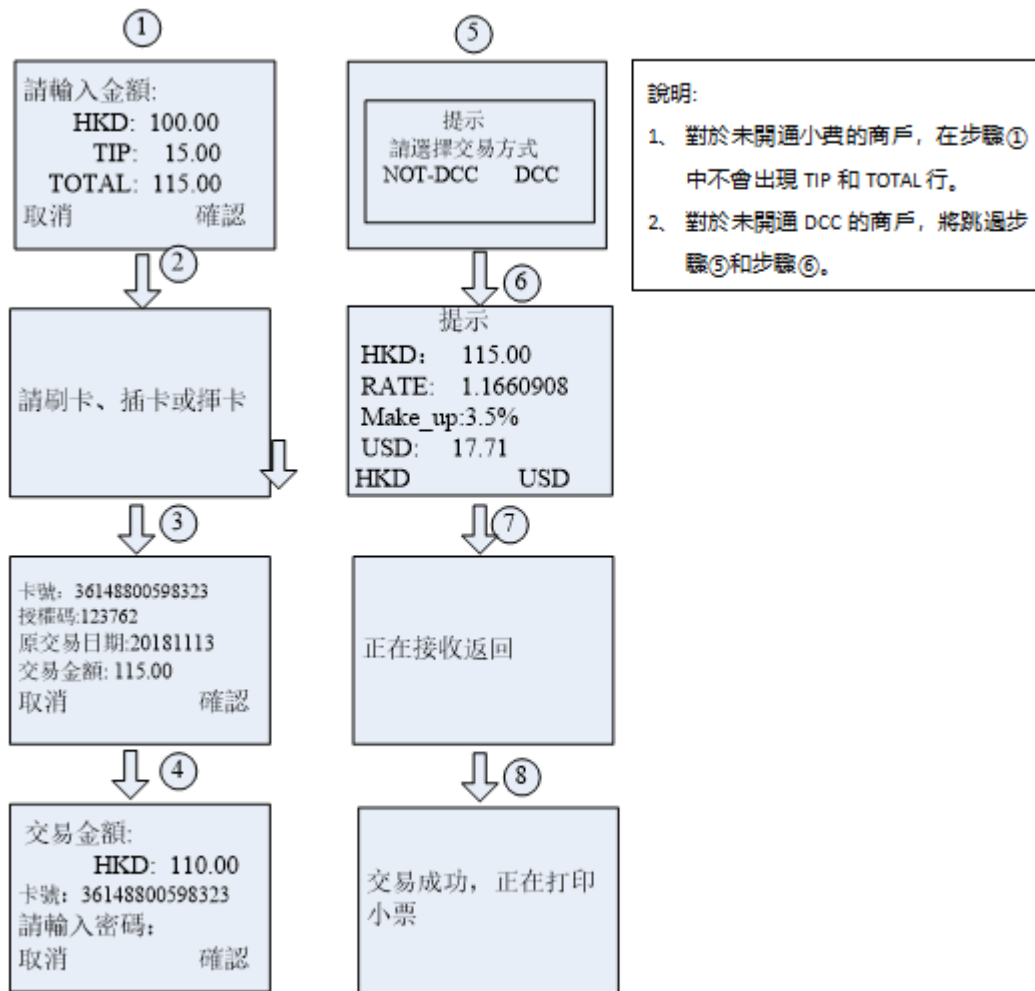 ①
請輸入金額:
HKD: 100.00
TIP: 15.00
TOTAL: 115.00
取消 確認
②
請刷卡、插卡或揮卡
③
卡號：36148800598323
授權碼:123762
原交易日期:20181113
交易金額: 115.00
取消 確認
④
交易金額:
HKD: 110.00
卡號：36148800598323
請輸入密碼：
取消 確認
⑤
提示
請選擇交易方式
NOT-DCC DCC
⑥
提示
HKD： 115.00
RATE: 1.1660908
Make_up:3.5%
USD: 17.71
HKD USD
⑦
正在接收返回
⑧
交易成功，正在打印
小票
說明:
1、 對於未開通小費的商戶，在步驟①
中不會出現 TIP 和 TOTAL 行。
2、 對於未開通 DCC 的商戶，將跳過步
驟⑤和步驟⑥。